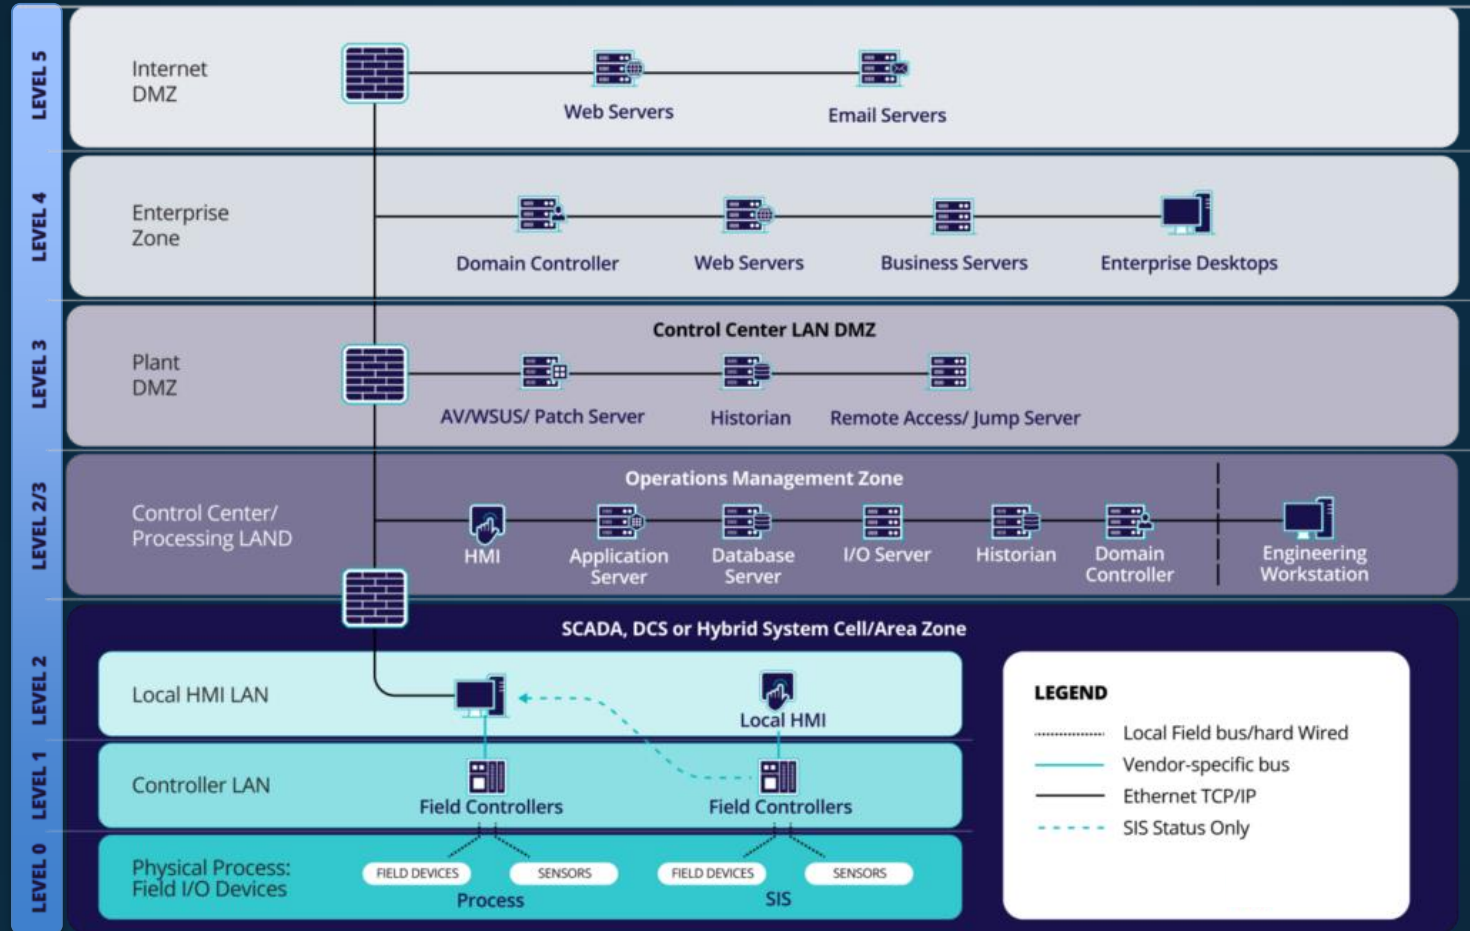 LEVEL 5
Internet
DMZ
Web Servers
Email Servers
LEVEL 4
Enterprise
Zone
Domain Controller
Web Servers
Business Servers
Enterprise Desktops
LEVEL 3
Plant
DMZ
Control Center LAN DMZ
AV/WSUS/ Patch Server
Historian
Remote Access/ Jump Server
LEVEL 2/3
Control Center/
Processing LAND
Operations Management Zone
HMI
Application
Server
Database
Server
I/O Server
Historian
Domain
Controller
Engineering
Workstation
SCADA, DCS or Hybrid System Cell/Area Zone
LEVEL 2
Local HMI LAN
Local HMI
LEVEL 1
Controller LAN
Field Controllers
Field Controllers
LEVEL 0
Physical Process:
Field I/O Devices
FIELD DEVICES
SENSORS
Process
FIELD DEVICES
SENSORS
SIS
LEGEND
Local Field bus/hard Wired
Vendor-specific bus
Ethernet TCP/IP
SIS Status Only